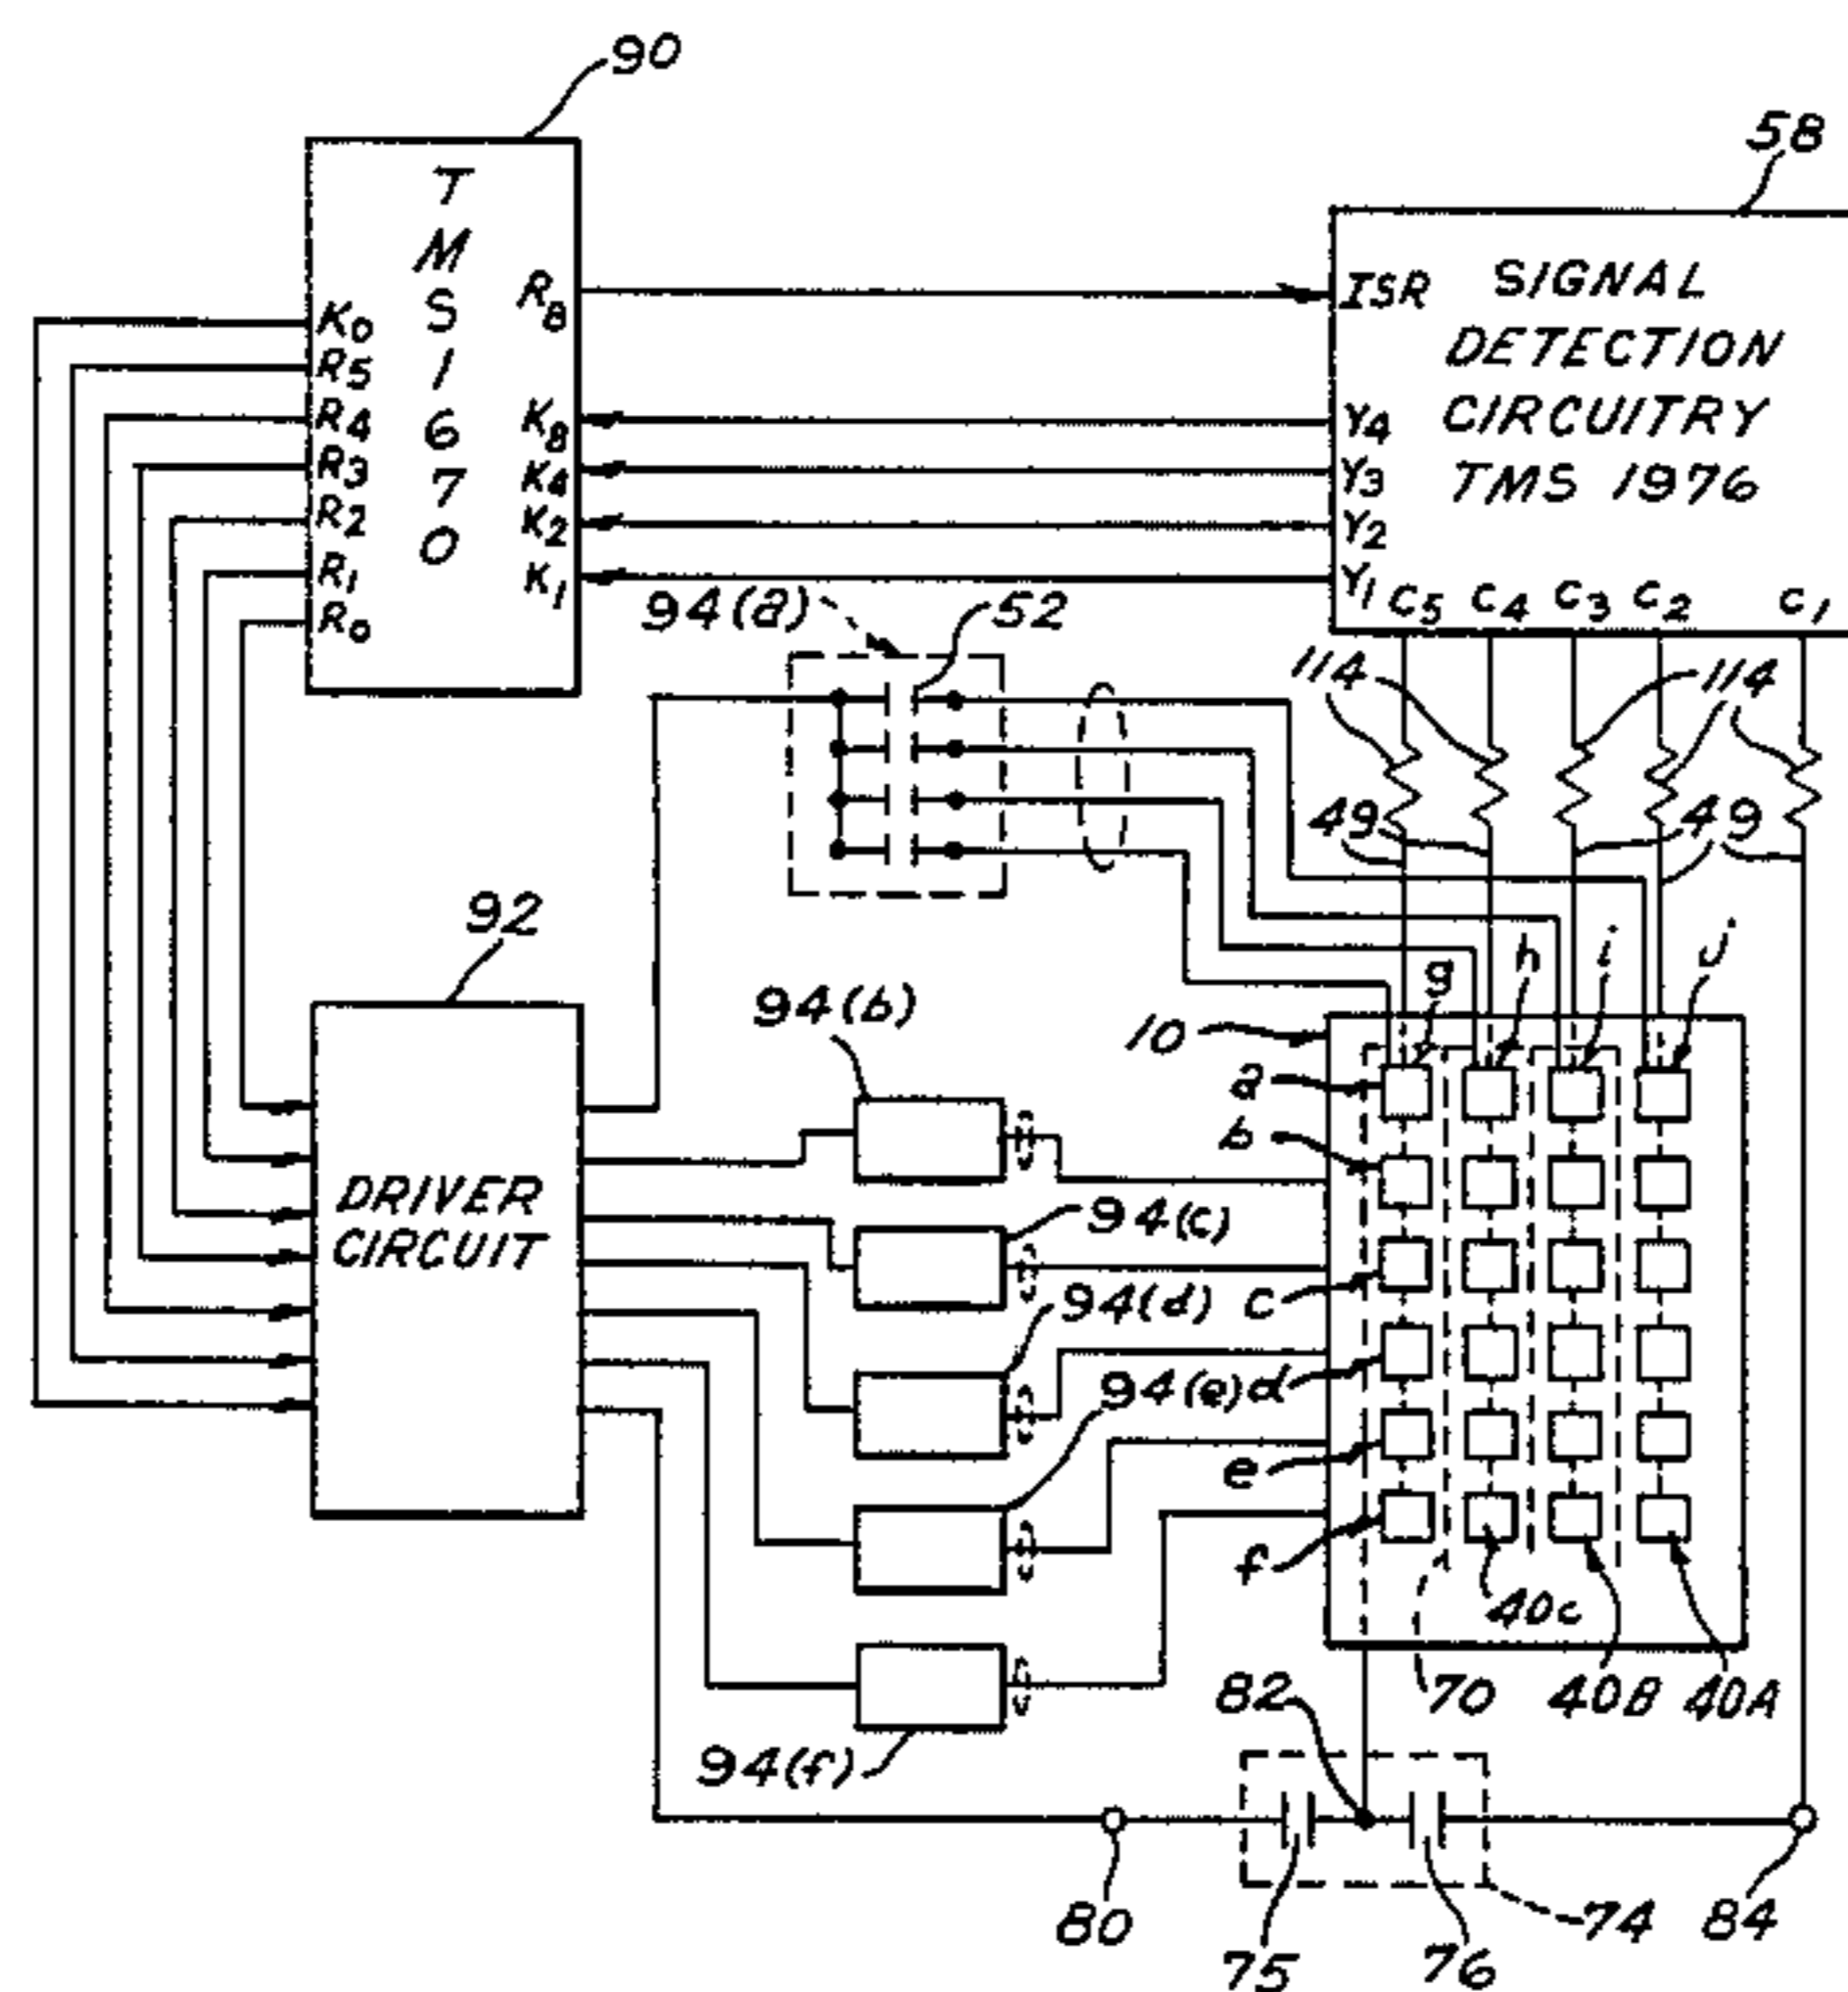 90
58
T
M
S
1
6
7
0
R8
ISR
SIGNAL
DETECTION
CIRCUITRY
TMS 1976
K0
R5
R4
R3
R2
R1
R0
K8
K4
K2
K1
Y4
Y3
Y2
Y1
C5
C4
C3
C2
C1
94(a)
52
114
114
49
49
92
DRIVER
CIRCUIT
94(b)
94(c)
94(d)
94(e)
94(f)
10
g
h
i
j
a
b
c
d
e
f
40c
70
40B
40A
82
80
75
76
74
84